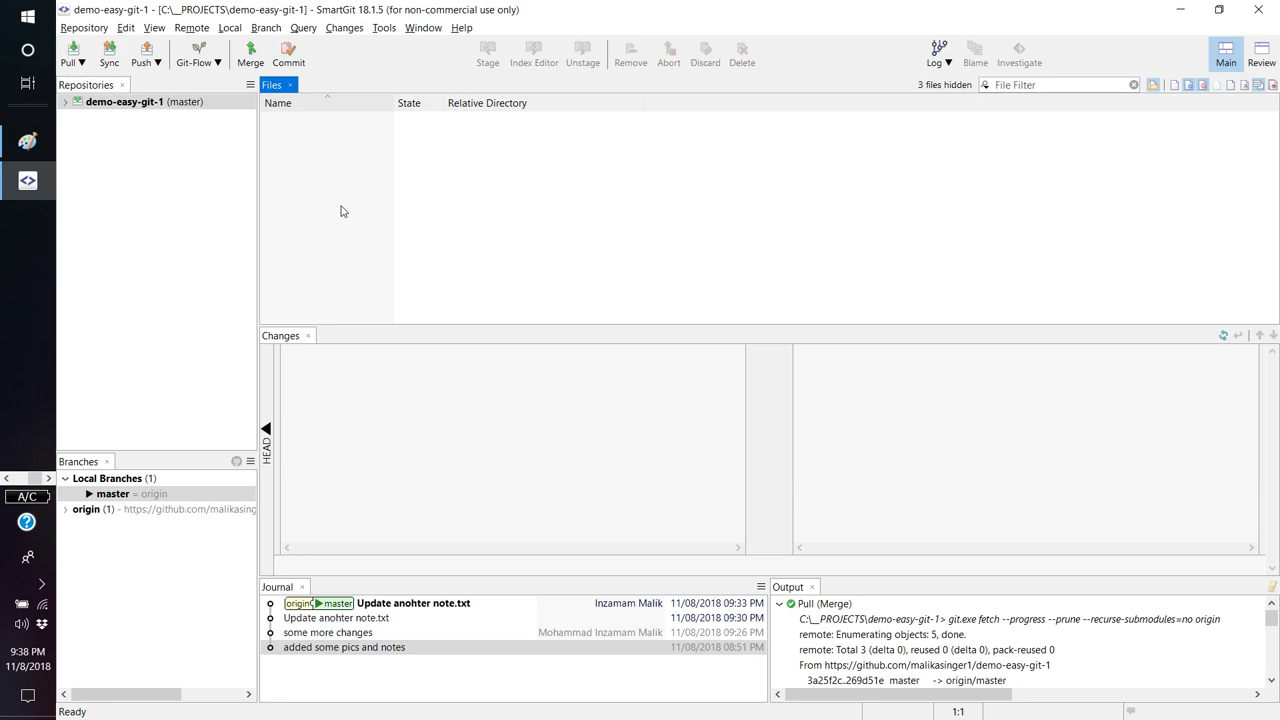 demo-easy-git-1 - [C:\__PROJECTS\demo-easy-git-1] - SmartGit 18.1.5 (for non-commercial use only)
Repository Edit View Remote Local Branch Query Changes Tools Window Help
Pull Sync Push Git-Flow Merge Commit Stage Index Editor Unstage Remove Abort Discard Delete Log Blame Investigate Main Review
Repositories
Files
3 files hidden
File Filter
demo-easy-git-1 (master)
Name State Relative Directory
Changes
HEAD
Branches
Local Branches (1)
master = origin
origin (1) - https://github.com/malikasing
Journal
origin master Update anohter note.txt Inzamam Malik 11/08/2018 09:33 PM
Update anohter note.txt 11/08/2018 09:30 PM
some more changes Mohammad Inzamam Malik 11/08/2018 09:26 PM
added some pics and notes 11/08/2018 08:51 PM
Output
Pull (Merge)
C:\__PROJECTS\demo-easy-git-1> git.exe fetch --progress --prune --recurse-submodules=no origin
remote: Enumerating objects: 5, done.
remote: Total 3 (delta 0), reused 0 (delta 0), pack-reused 0
From https://github.com/malikasinger1/demo-easy-git-1
3a25f2c..269d51e master -> origin/master
A/C
9:38 PM
11/8/2018
Ready
1:1